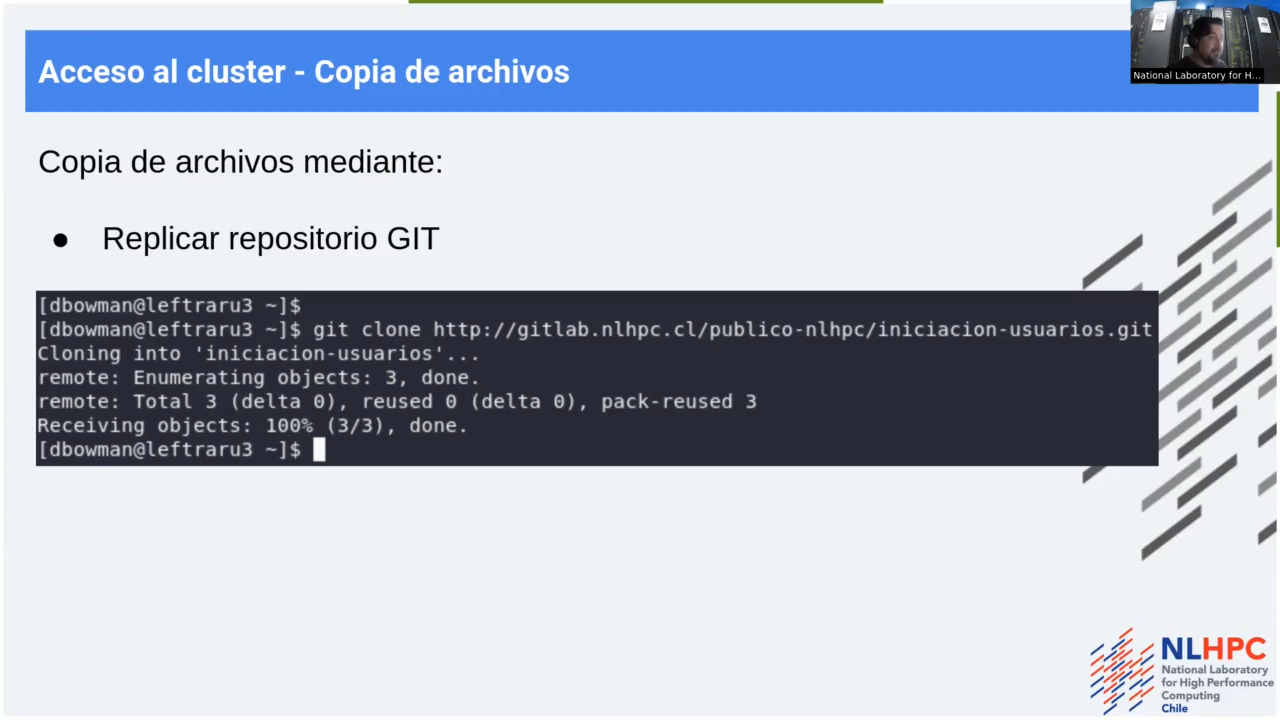 Acceso al cluster - Copia de archivos
National Laboratory for H...
Copia de archivos mediante:
● Replicar repositorio GIT
[dbowman@leftraru3 ~]$
[dbowman@leftraru3 ~]$ git clone http://gitlab.nlhpc.cl/publico-nlhpc/iniciacion-usuarios.git
Cloning into 'iniciacion-usuarios'...
remote: Enumerating objects: 3, done.
remote: Total 3 (delta 0), reused 0 (delta 0), pack-reused 3
Receiving objects: 100% (3/3), done.
[dbowman@leftraru3 ~]$
NLHPC
National Laboratory
for High Performance
Computing
Chile